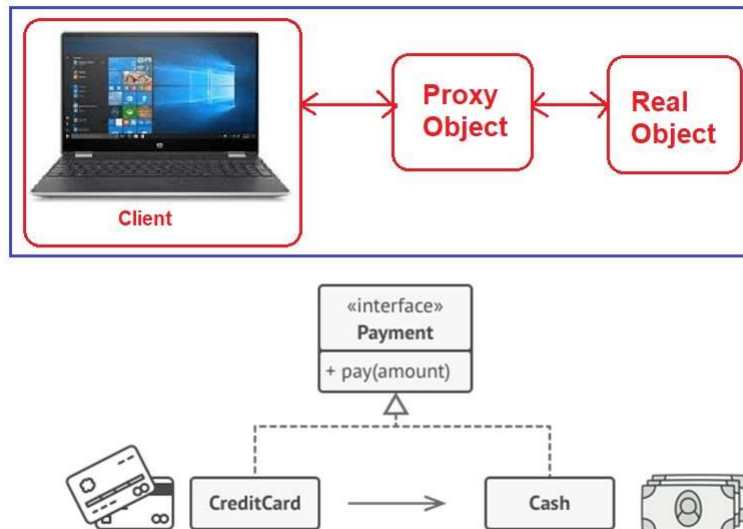 Client
Proxy
Object
Real
Object
«interface»
Payment
+ pay(amount)
CreditCard
Cash